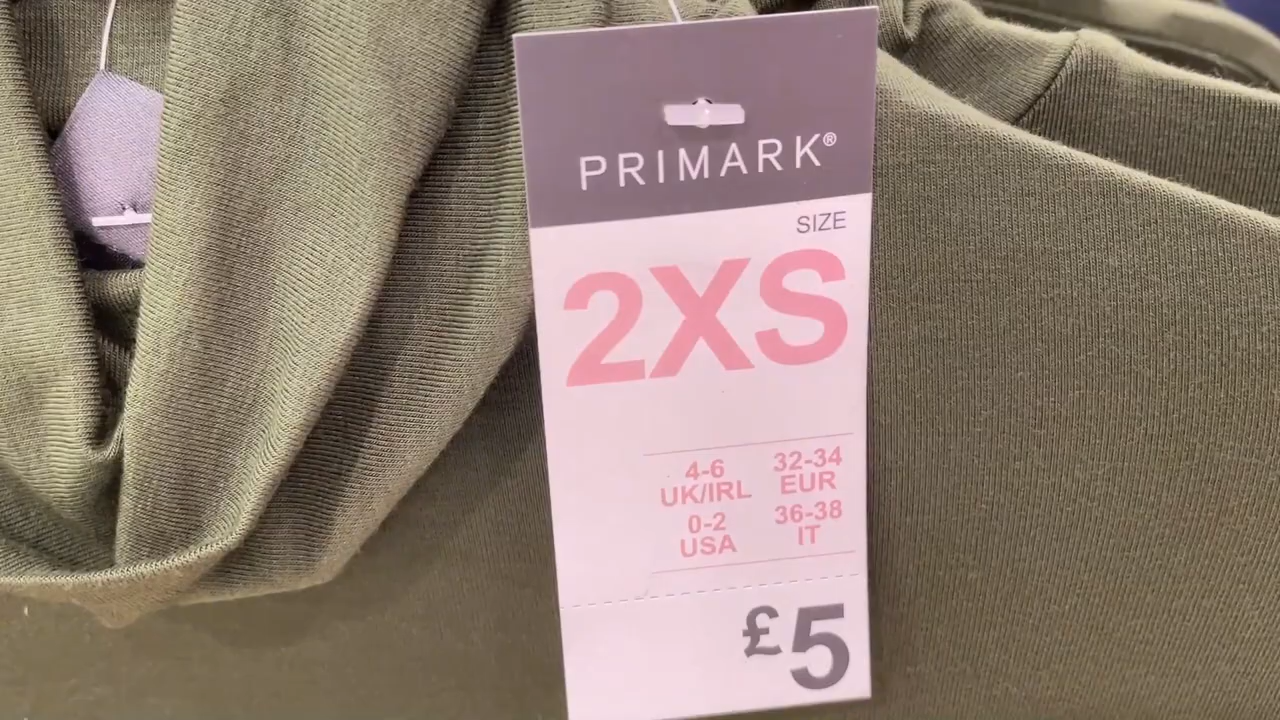 PRIMARK®
SIZE
2XS
4-6 32-34
UK/IRL EUR
0-2 36-38
USA IT
£5